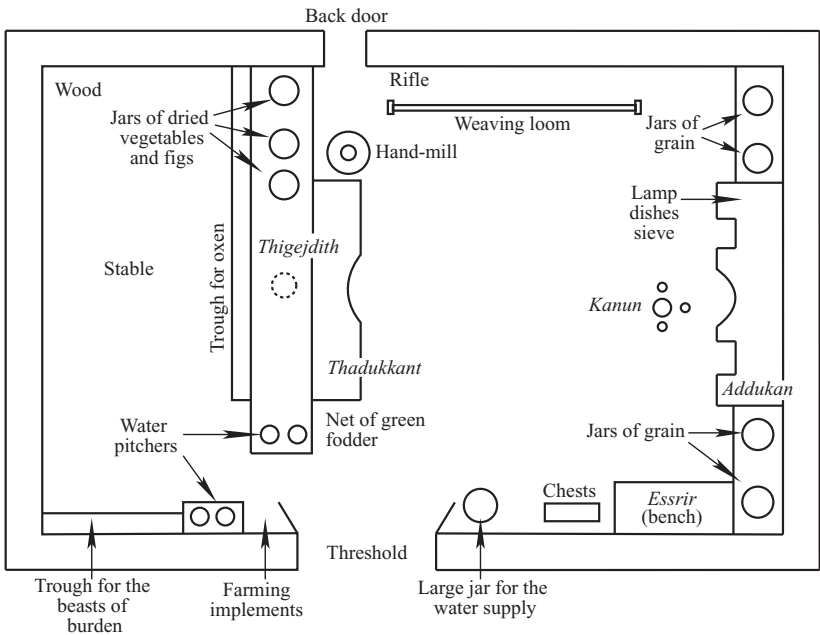 Back door
Wood
Rifle
Jars of dried
vegetables
and figs
Weaving loom
Hand-mill
Jars of
grain
Lamp
dishes
sieve
Thigejdith
Stable
Trough for oxen
Kanun
Thadukkant
Addukan
Water
pitchers
Net of green
fodder
Jars of grain
Chests
Essrir
(bench)
Threshold
Trough for the
beasts of
burden
Farming
implements
Large jar for the
water supply